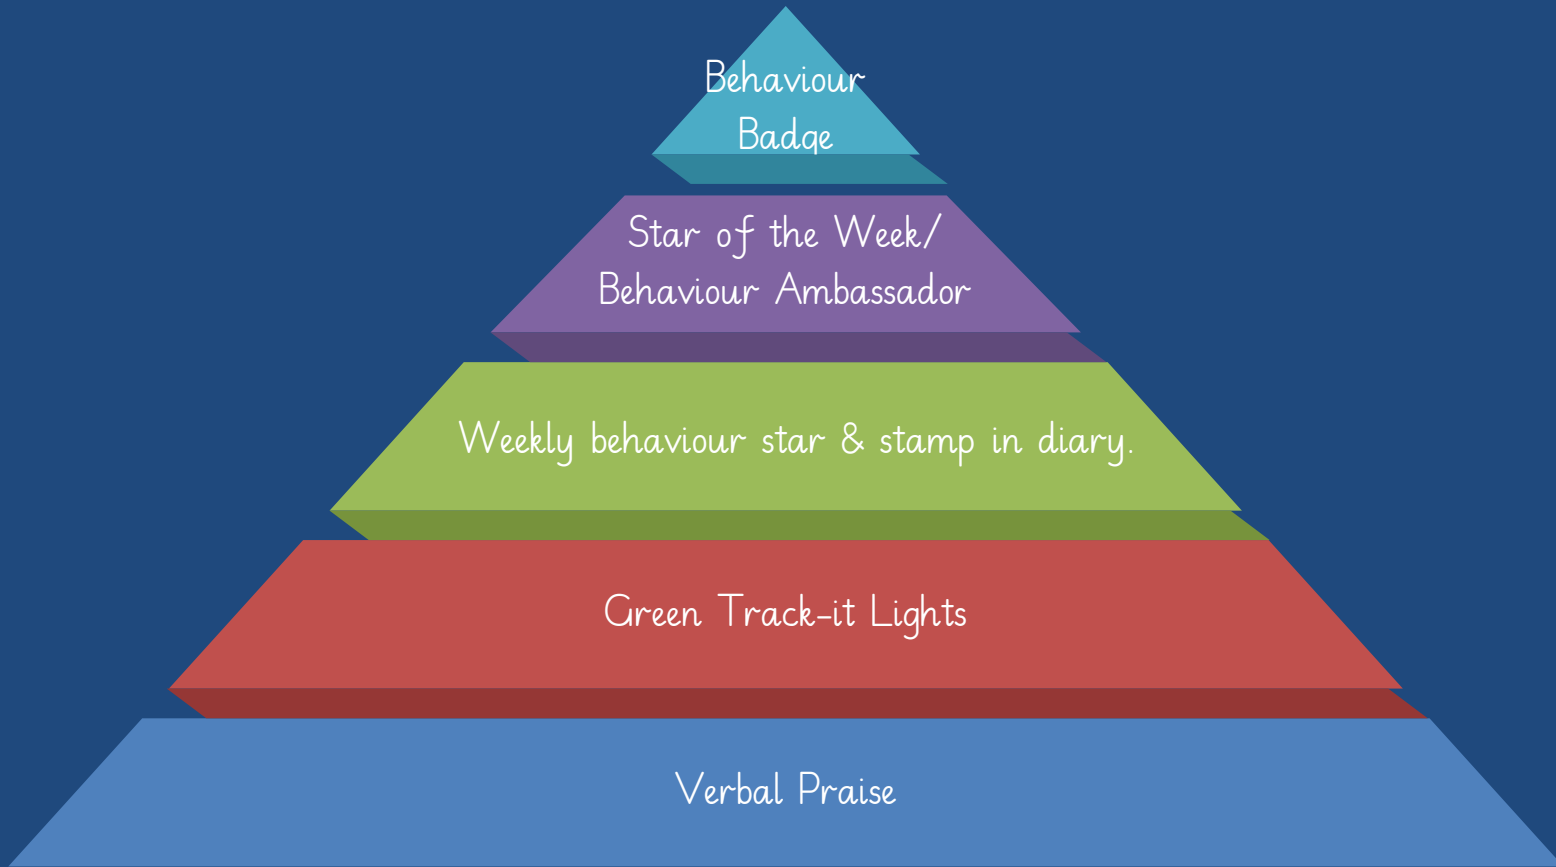 Behaviour
Badge
Star of the Week/
Behaviour Ambassador
Weekly behaviour star & stamp in diary.
Green Track-it Lights
Verbal Praise